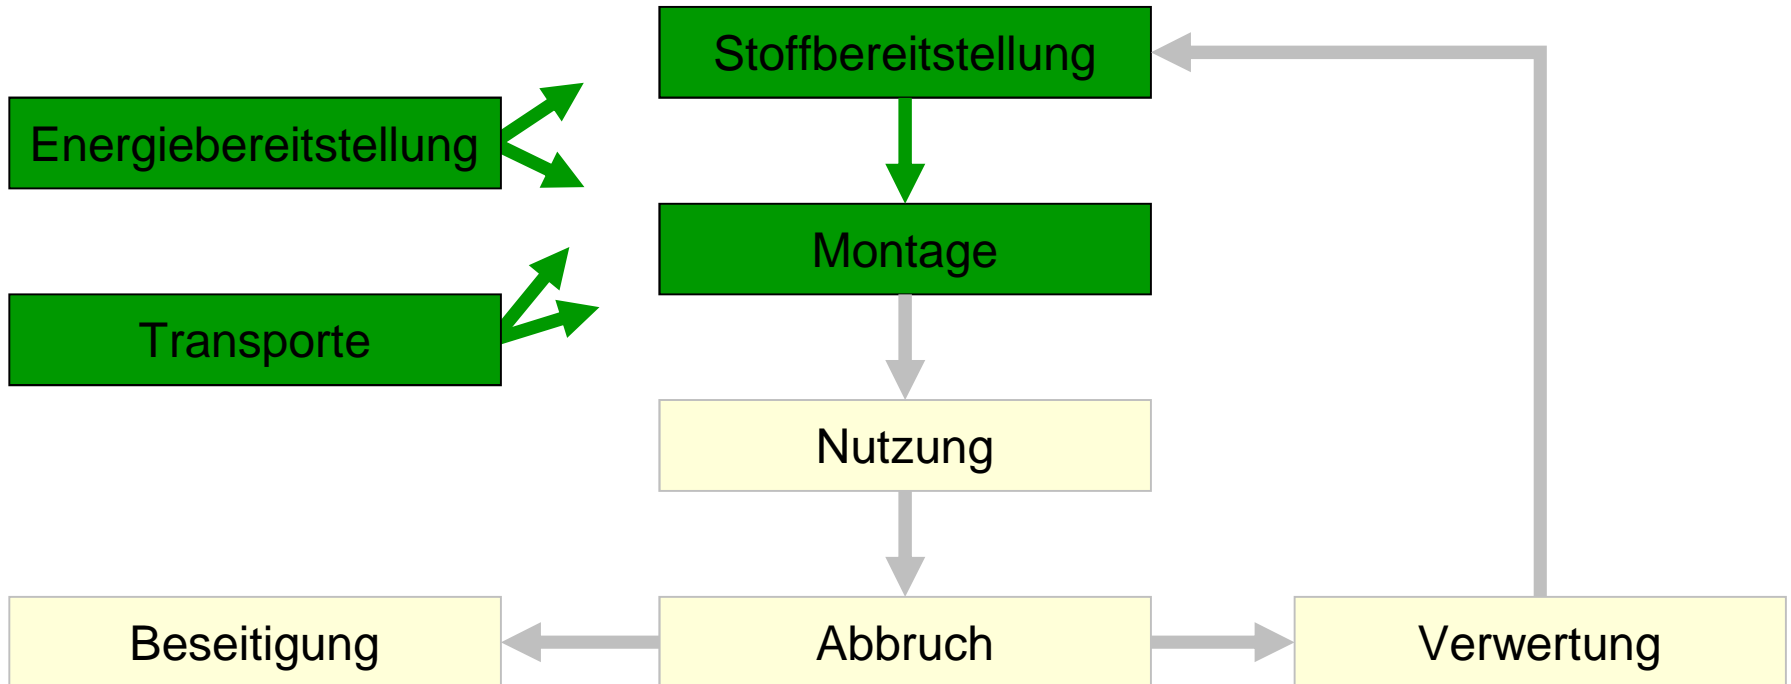 Stoffbereitstellung
Energiebereitstellung
Montage
Transporte
Nutzung
Beseitigung
Abbruch
Verwertung